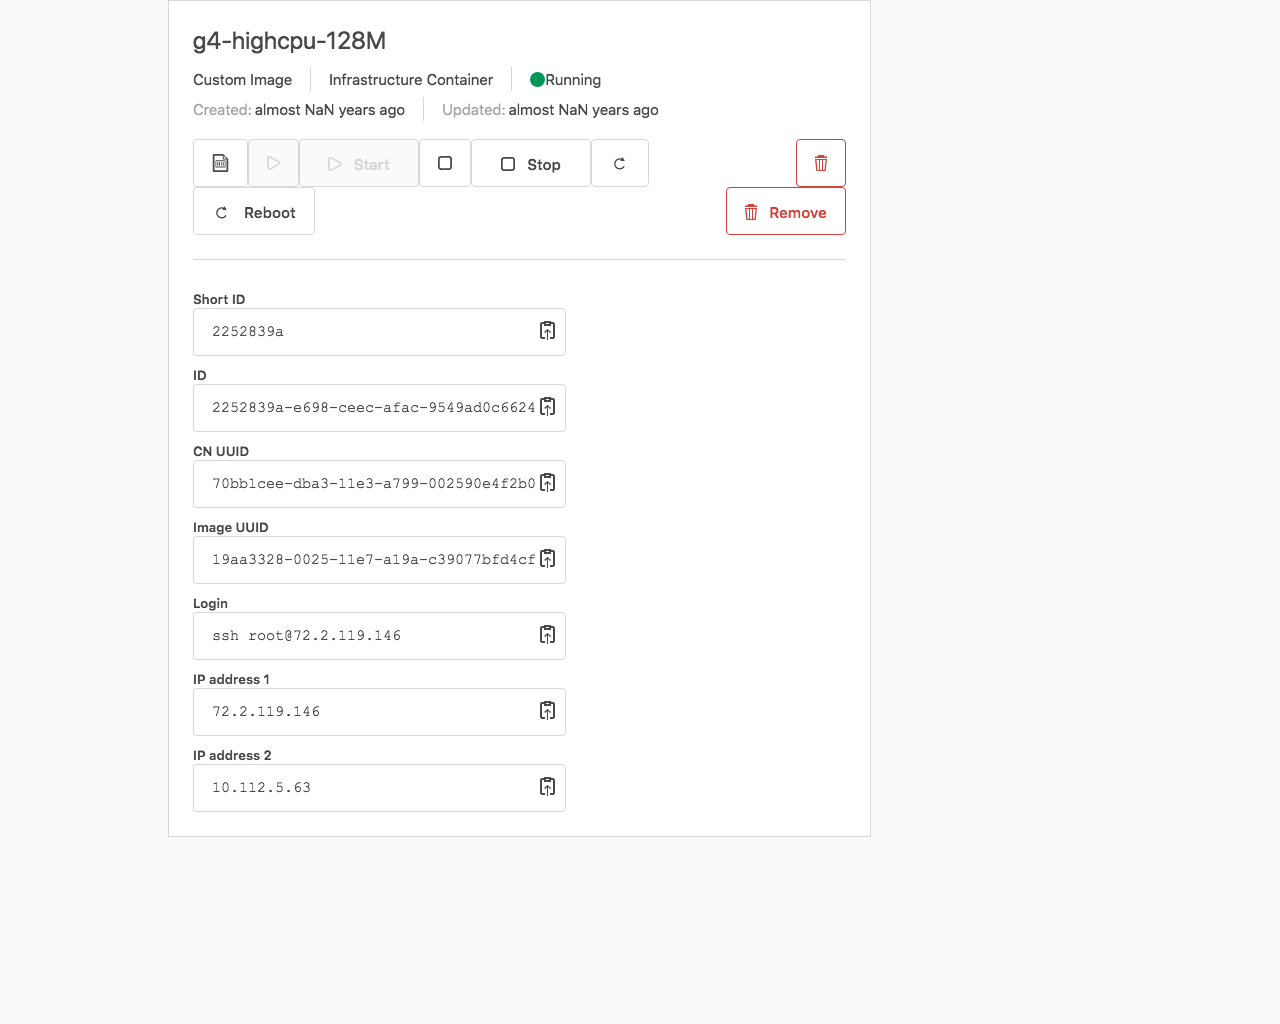 g4-highcpu-128M
Custom Image Infrastructure Container Running
Created: almost NaN years ago Updated: almost NaN years ago
Start Stop
Reboot Remove
Short ID
2252839a
ID
2252839a-e698-ceec-afac-9549ad0c6624
CN UUID
70bb1cee-dba3-11e3-a799-002590e4f2b0
Image UUID
19aa3328-0025-11e7-a19a-c39077bfd4cf
Login
ssh root@72.2.119.146
IP address 1
72.2.119.146
IP address 2
10.112.5.63